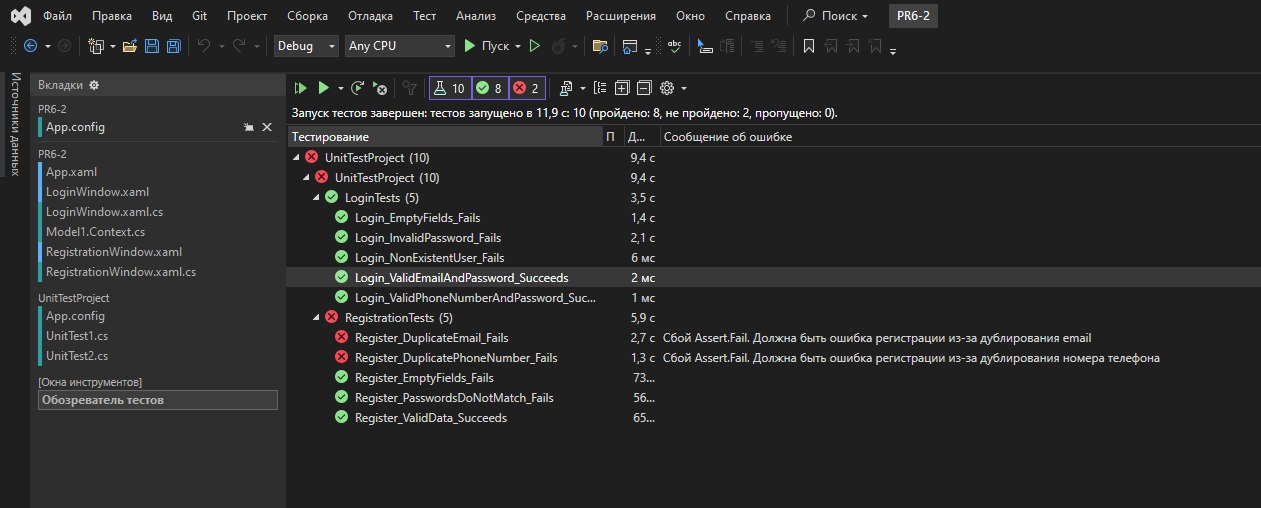 Файл Правка Вид Git Проект Сборка Отладка Тест Анализ Средства Расширения Окно Справка Поиск PR6-2
Debug Any CPU Пуск abc
Источники данных
Вкладки
10 8 2
Запуск тестов завершен: тестов запущено в 11,9 с: 10 (пройдено: 8, не пройдено: 2, пропущено: 0).
PR6-2
App.config
PR6-2
App.xaml
LoginWindow.xaml
LoginWindow.xaml.cs
Model1.Context.cs
RegistrationWindow.xaml
RegistrationWindow.xaml.cs
UnitTestProject
App.config
UnitTest1.cs
UnitTest2.cs
[Окна инструментов]
Обозреватель тестов
Тестирование П Д... Сообщение об ошибке
UnitTestProject (10) 9,4 с
UnitTestProject (10) 9,4 с
LoginTests (5) 3,5 с
Login_EmptyFields_Fails 1,4 с
Login_InvalidPassword_Fails 2,1 с
Login_NonExistentUser_Fails 6 мс
Login_ValidEmailAndPassword_Succeeds 2 мс
Login_ValidPhoneNumberAndPassword_Suc... 1 мс
RegistrationTests (5) 5,9 с
Register_DuplicateEmail_Fails 2,7 с Сбой Assert.Fail. Должна быть ошибка регистрации из-за дублирования email
Register_DuplicatePhoneNumber_Fails 1,3 с Сбой Assert.Fail. Должна быть ошибка регистрации из-за дублирования номера телефона
Register_EmptyFields_Fails 73...
Register_PasswordsDoNotMatch_Fails 56...
Register_ValidData_Succeeds 65...